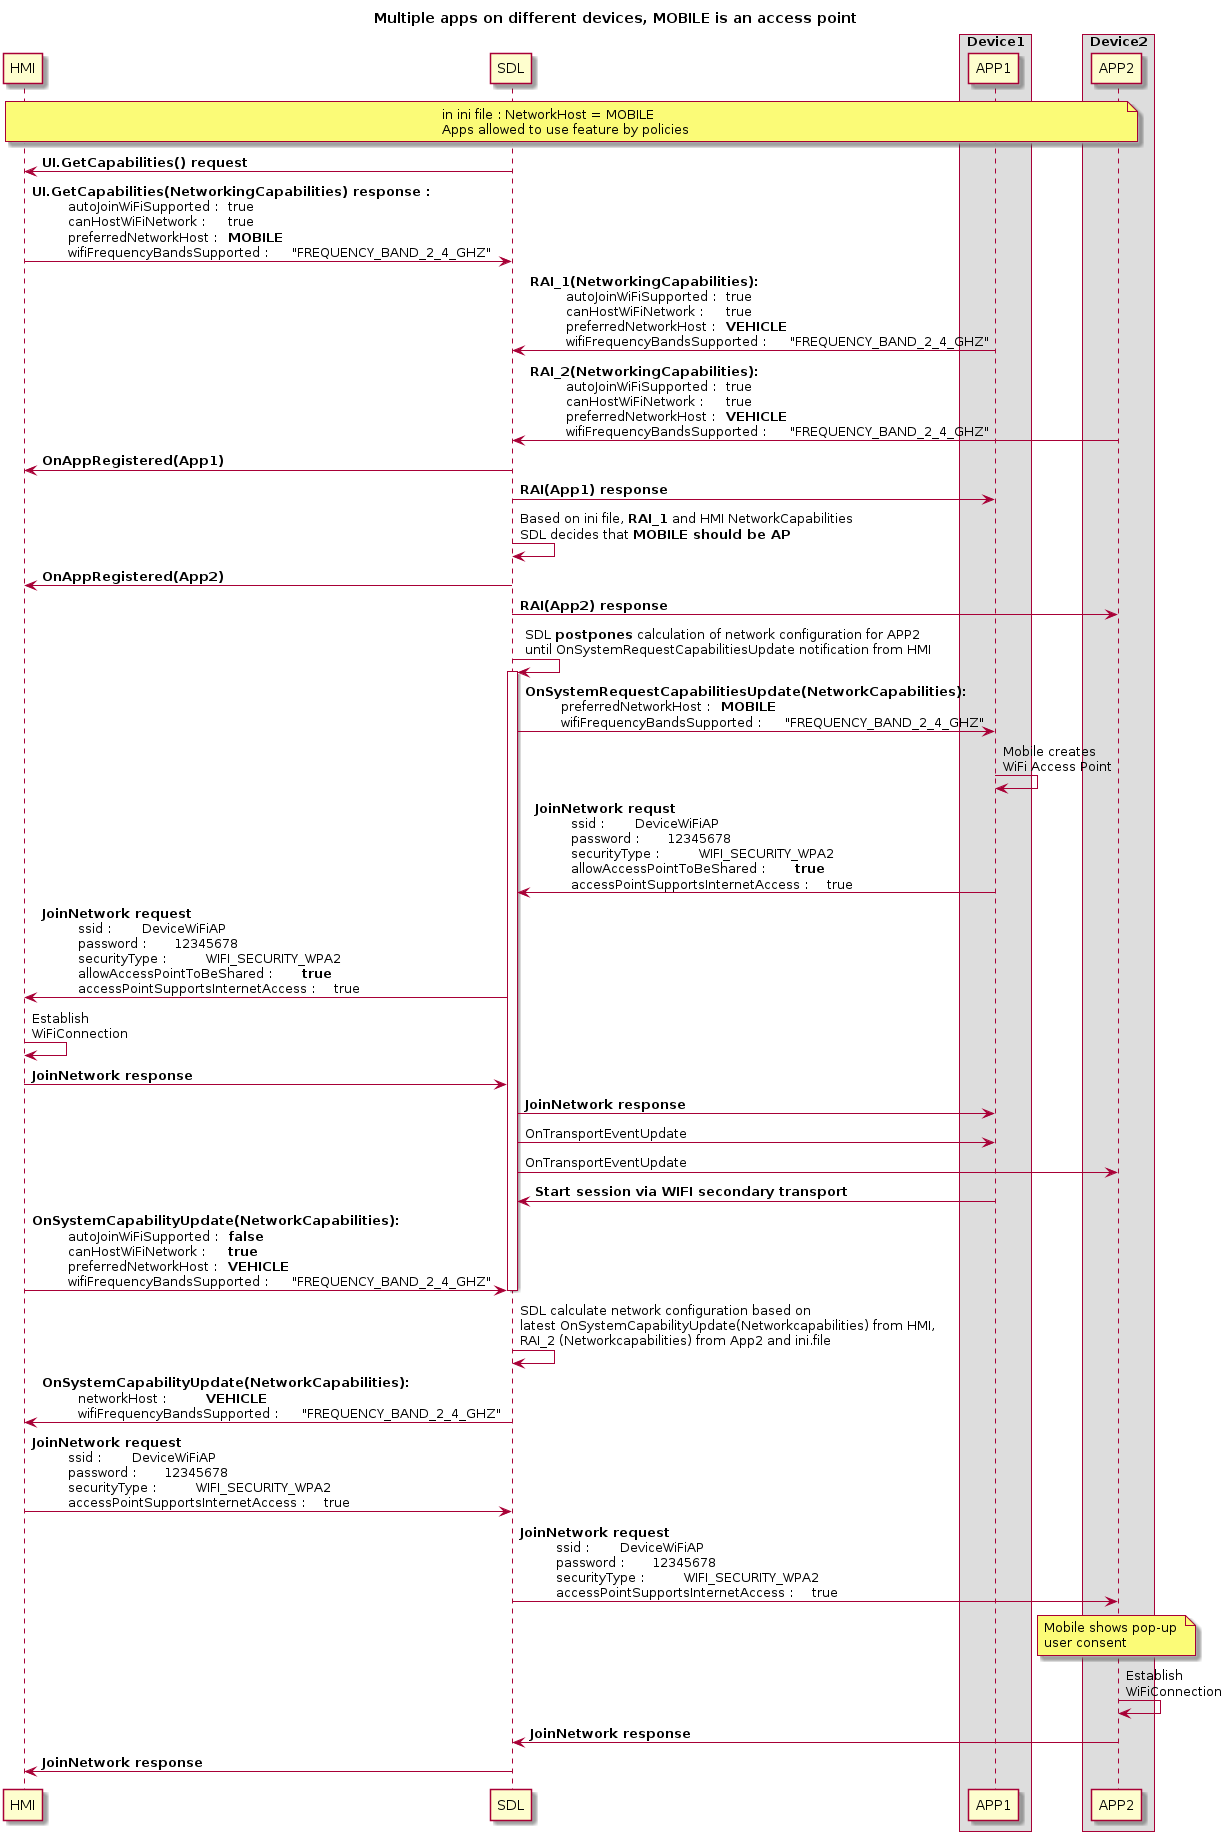 Multiple apps on different devices, MOBILE is an access point
Device1
Device2
HMI
SDL
APP1
APP2
in ini file : NetworkHost = MOBILE
Apps allowed to use feature by policies
UI.GetCapabilities() request
UI.GetCapabilities(NetworkingCapabilities) response :
autoJoinWiFiSupported : true
canHostWiFiNetwork : true
preferredNetworkHost : MOBILE
wifiFrequencyBandsSupported : "FREQUENCY_BAND_2_4_GHZ"
RAI_1(NetworkingCapabilities):
autoJoinWiFiSupported : true
canHostWiFiNetwork : true
preferredNetworkHost : VEHICLE
wifiFrequencyBandsSupported : "FREQUENCY_BAND_2_4_GHZ"
RAI_2(NetworkingCapabilities):
autoJoinWiFiSupported : true
canHostWiFiNetwork : true
preferredNetworkHost : VEHICLE
wifiFrequencyBandsSupported : "FREQUENCY_BAND_2_4_GHZ"
OnAppRegistered(App1)
RAI(App1) response
Based on ini file, RAI_1 and HMI NetworkCapabilities
SDL decides that MOBILE should be AP
OnAppRegistered(App2)
RAI(App2) response
SDL postpones calculation of network configuration for APP2
until OnSystemRequestCapabilitiesUpdate notification from HMI
OnSystemRequestCapabilitiesUpdate(NetworkCapabilities):
preferredNetworkHost : MOBILE
wifiFrequencyBandsSupported : "FREQUENCY_BAND_2_4_GHZ"
Mobile creates
WiFi Access Point
JoinNetwork requst
ssid : DeviceWiFiAP
password : 12345678
securityType : WIFI_SECURITY_WPA2
allowAccessPointToBeShared : true
accessPointSupportsInternetAccess : true
JoinNetwork request
ssid : DeviceWiFiAP
password : 12345678
securityType : WIFI_SECURITY_WPA2
allowAccessPointToBeShared : true
accessPointSupportsInternetAccess : true
Establish
WiFiConnection
JoinNetwork response
JoinNetwork response
OnTransportEventUpdate
OnTransportEventUpdate
Start session via WIFI secondary transport
OnSystemCapabilityUpdate(NetworkCapabilities):
autoJoinWiFiSupported : false
canHostWiFiNetwork : true
preferredNetworkHost : VEHICLE
wifiFrequencyBandsSupported : "FREQUENCY_BAND_2_4_GHZ"
SDL calculate network configuration based on
latest OnSystemCapabilityUpdate(Networkcapabilities) from HMI,
RAI_2 (Networkcapabilities) from App2 and ini.file
OnSystemCapabilityUpdate(NetworkCapabilities):
networkHost : VEHICLE
wifiFrequencyBandsSupported : "FREQUENCY_BAND_2_4_GHZ"
JoinNetwork request
ssid : DeviceWiFiAP
password : 12345678
securityType : WIFI_SECURITY_WPA2
accessPointSupportsInternetAccess : true
JoinNetwork request
ssid : DeviceWiFiAP
password : 12345678
securityType : WIFI_SECURITY_WPA2
accessPointSupportsInternetAccess : true
Mobile shows pop-up
user consent
Establish
WiFiConnection
JoinNetwork response
JoinNetwork response
HMI
SDL
APP1
APP2